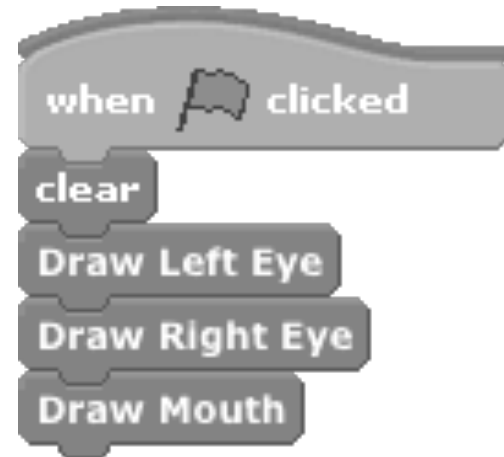 when clicked
clear
Draw Left Eye
Draw Right Eye
Draw Mouth